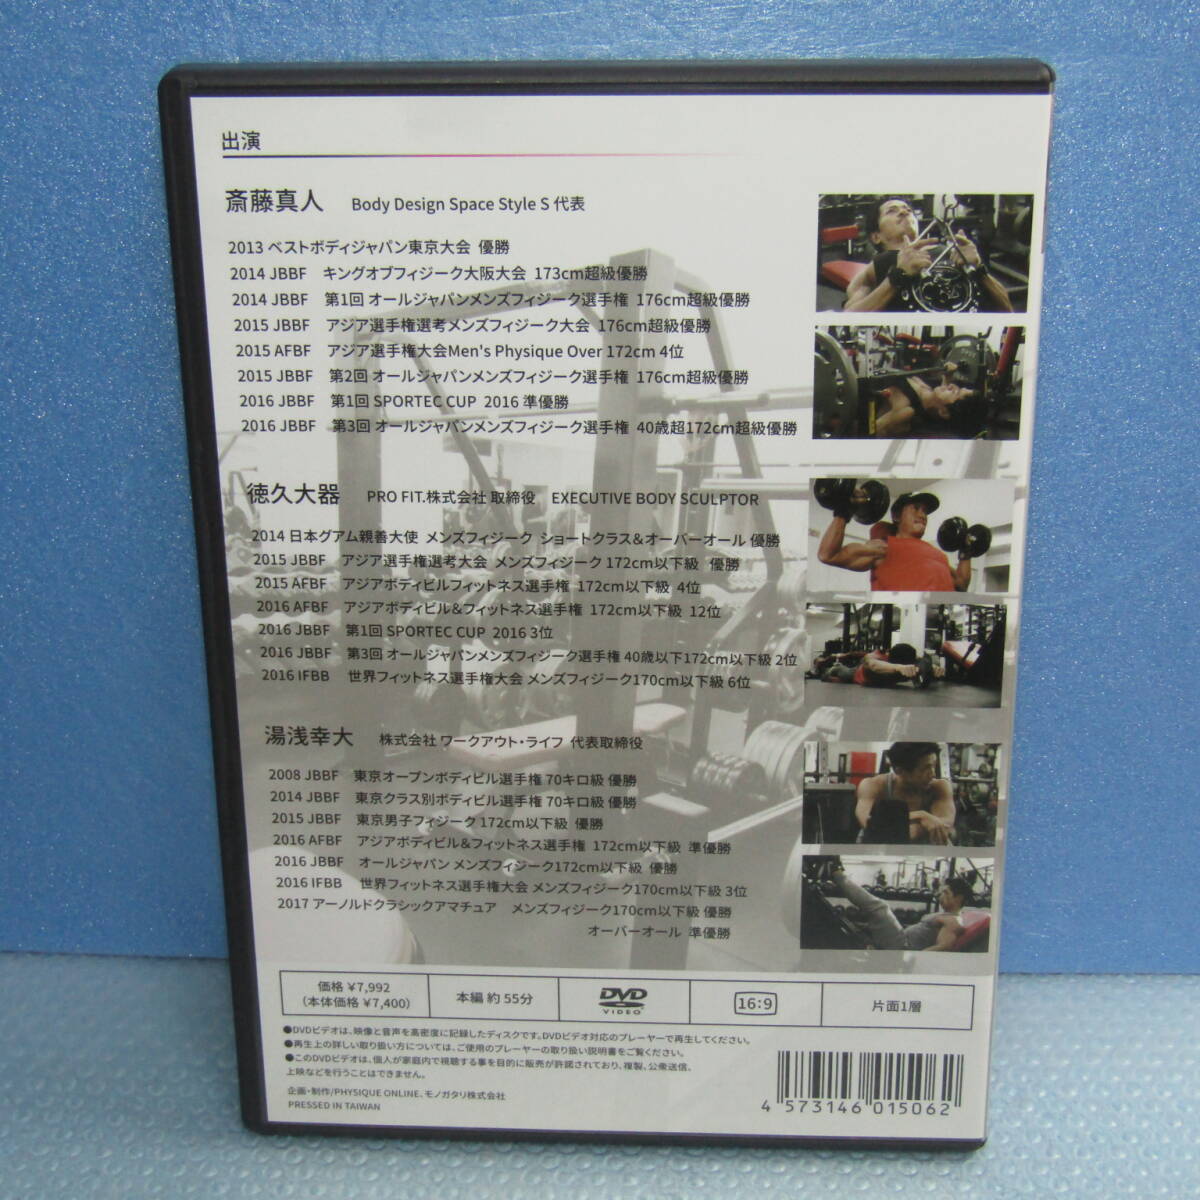 出演
斎藤真人 Body Design Space Style S 代表
2013 ベストボディジャパン東京大会 優勝
2014 JBBF キングオブフィジーク大阪大会 173cm超級優勝
2014 JBBF 第1回 オールジャパンメンズフィジーク選手権 176cm超級優勝
2015 JBBF アジア選手権選考メンズフィジーク大会 176cm超級優勝
2015 AFBF アジア選手権大会Men's Physique Over 172cm 4位
2015 JBBF 第2回 オールジャパンメンズフィジーク選手権 176cm超級優勝
2016 JBBF 第1回 SPORTEC CUP 2016 準優勝
2016 JBBF 第3回 オールジャパンメンズフィジーク選手権 40歳超172cm超級優勝
徳久大器 PRO FIT.株式会社 取締役 EXECUTIVE BODY SCULPTOR
2014 日本グアム親善大使 メンズフィジーク ショートクラス&オーバーオール 優勝
2015 JBBF アジア選手権選考大会 メンズフィジーク 172cm以下級 優勝
2015 AFBF アジアボディビルフィットネス選手権 172cm以下級 4位
2016 AFBF アジアボディビル&フィットネス選手権 172cm以下級 12位
2016 JBBF 第1回 SPORTEC CUP 2016 3位
2016 JBBF 第3回 オールジャパンメンズフィジーク選手権 40歳以下172cm以下級 2位
2016 IFBB 世界フィットネス選手権大会 メンズフィジーク170cm以下級 6位
湯浅幸大 株式会社 ワークアウト・ライフ 代表取締役
2008 JBBF 東京オープンボディビル選手権 70キロ級 優勝
2014 JBBF 東京クラス別ボディビル選手権 70キロ級 優勝
2015 JBBF 東京男子フィジーク 172cm以下級 優勝
2016 AFBF アジアボディビル&フィットネス選手権 172cm以下級 準優勝
2016 JBBF オールジャパン メンズフィジーク172cm以下級 優勝
2016 IFBB 世界フィットネス選手権大会 メンズフィジーク170cm以下級 3位
2017 アーノルドクラシックアマチュア メンズフィジーク170cm以下級 優勝
オーバーオール 準優勝
価格 ¥7,992
(本体価格 ¥7,400)
本編 約 55分
DVD VIDEO
16:9
片面1層
●DVDビデオは、映像と音声を高密度に記録したディスクです。DVDビデオ対応のプレーヤーで再生してください。
●再生上の詳しい取り扱い方については、ご使用のプレーヤーの取り扱い説明書をご覧ください。
●このDVDビデオは、個人が家庭内で視聴する事を目的に販売が許諾されており、複製、公衆送信、
上映などを行うことはできません。
企画・制作/PHYSIQUE ONLINE、モノガタリ株式会社
PRESSED IN TAIWAN
4 573146 015062